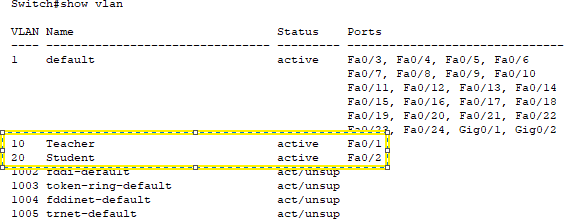 Switch#show vlan
VLAN Name Status Ports
---- -------------------------------- --------- -------------------------------
1 default active Fa0/3, Fa0/4, Fa0/5, Fa0/6
Fa0/7, Fa0/8, Fa0/9, Fa0/10
Fa0/11, Fa0/12, Fa0/13, Fa0/14
Fa0/15, Fa0/16, Fa0/17, Fa0/18
Fa0/19, Fa0/20, Fa0/21, Fa0/22
Fa0/23, Fa0/24, Gig0/1, Gig0/2
10 Teacher active Fa0/1
20 Student active Fa0/2
1002 fddi-default act/unsup
1003 token-ring-default act/unsup
1004 fddinet-default act/unsup
1005 trnet-default act/unsup